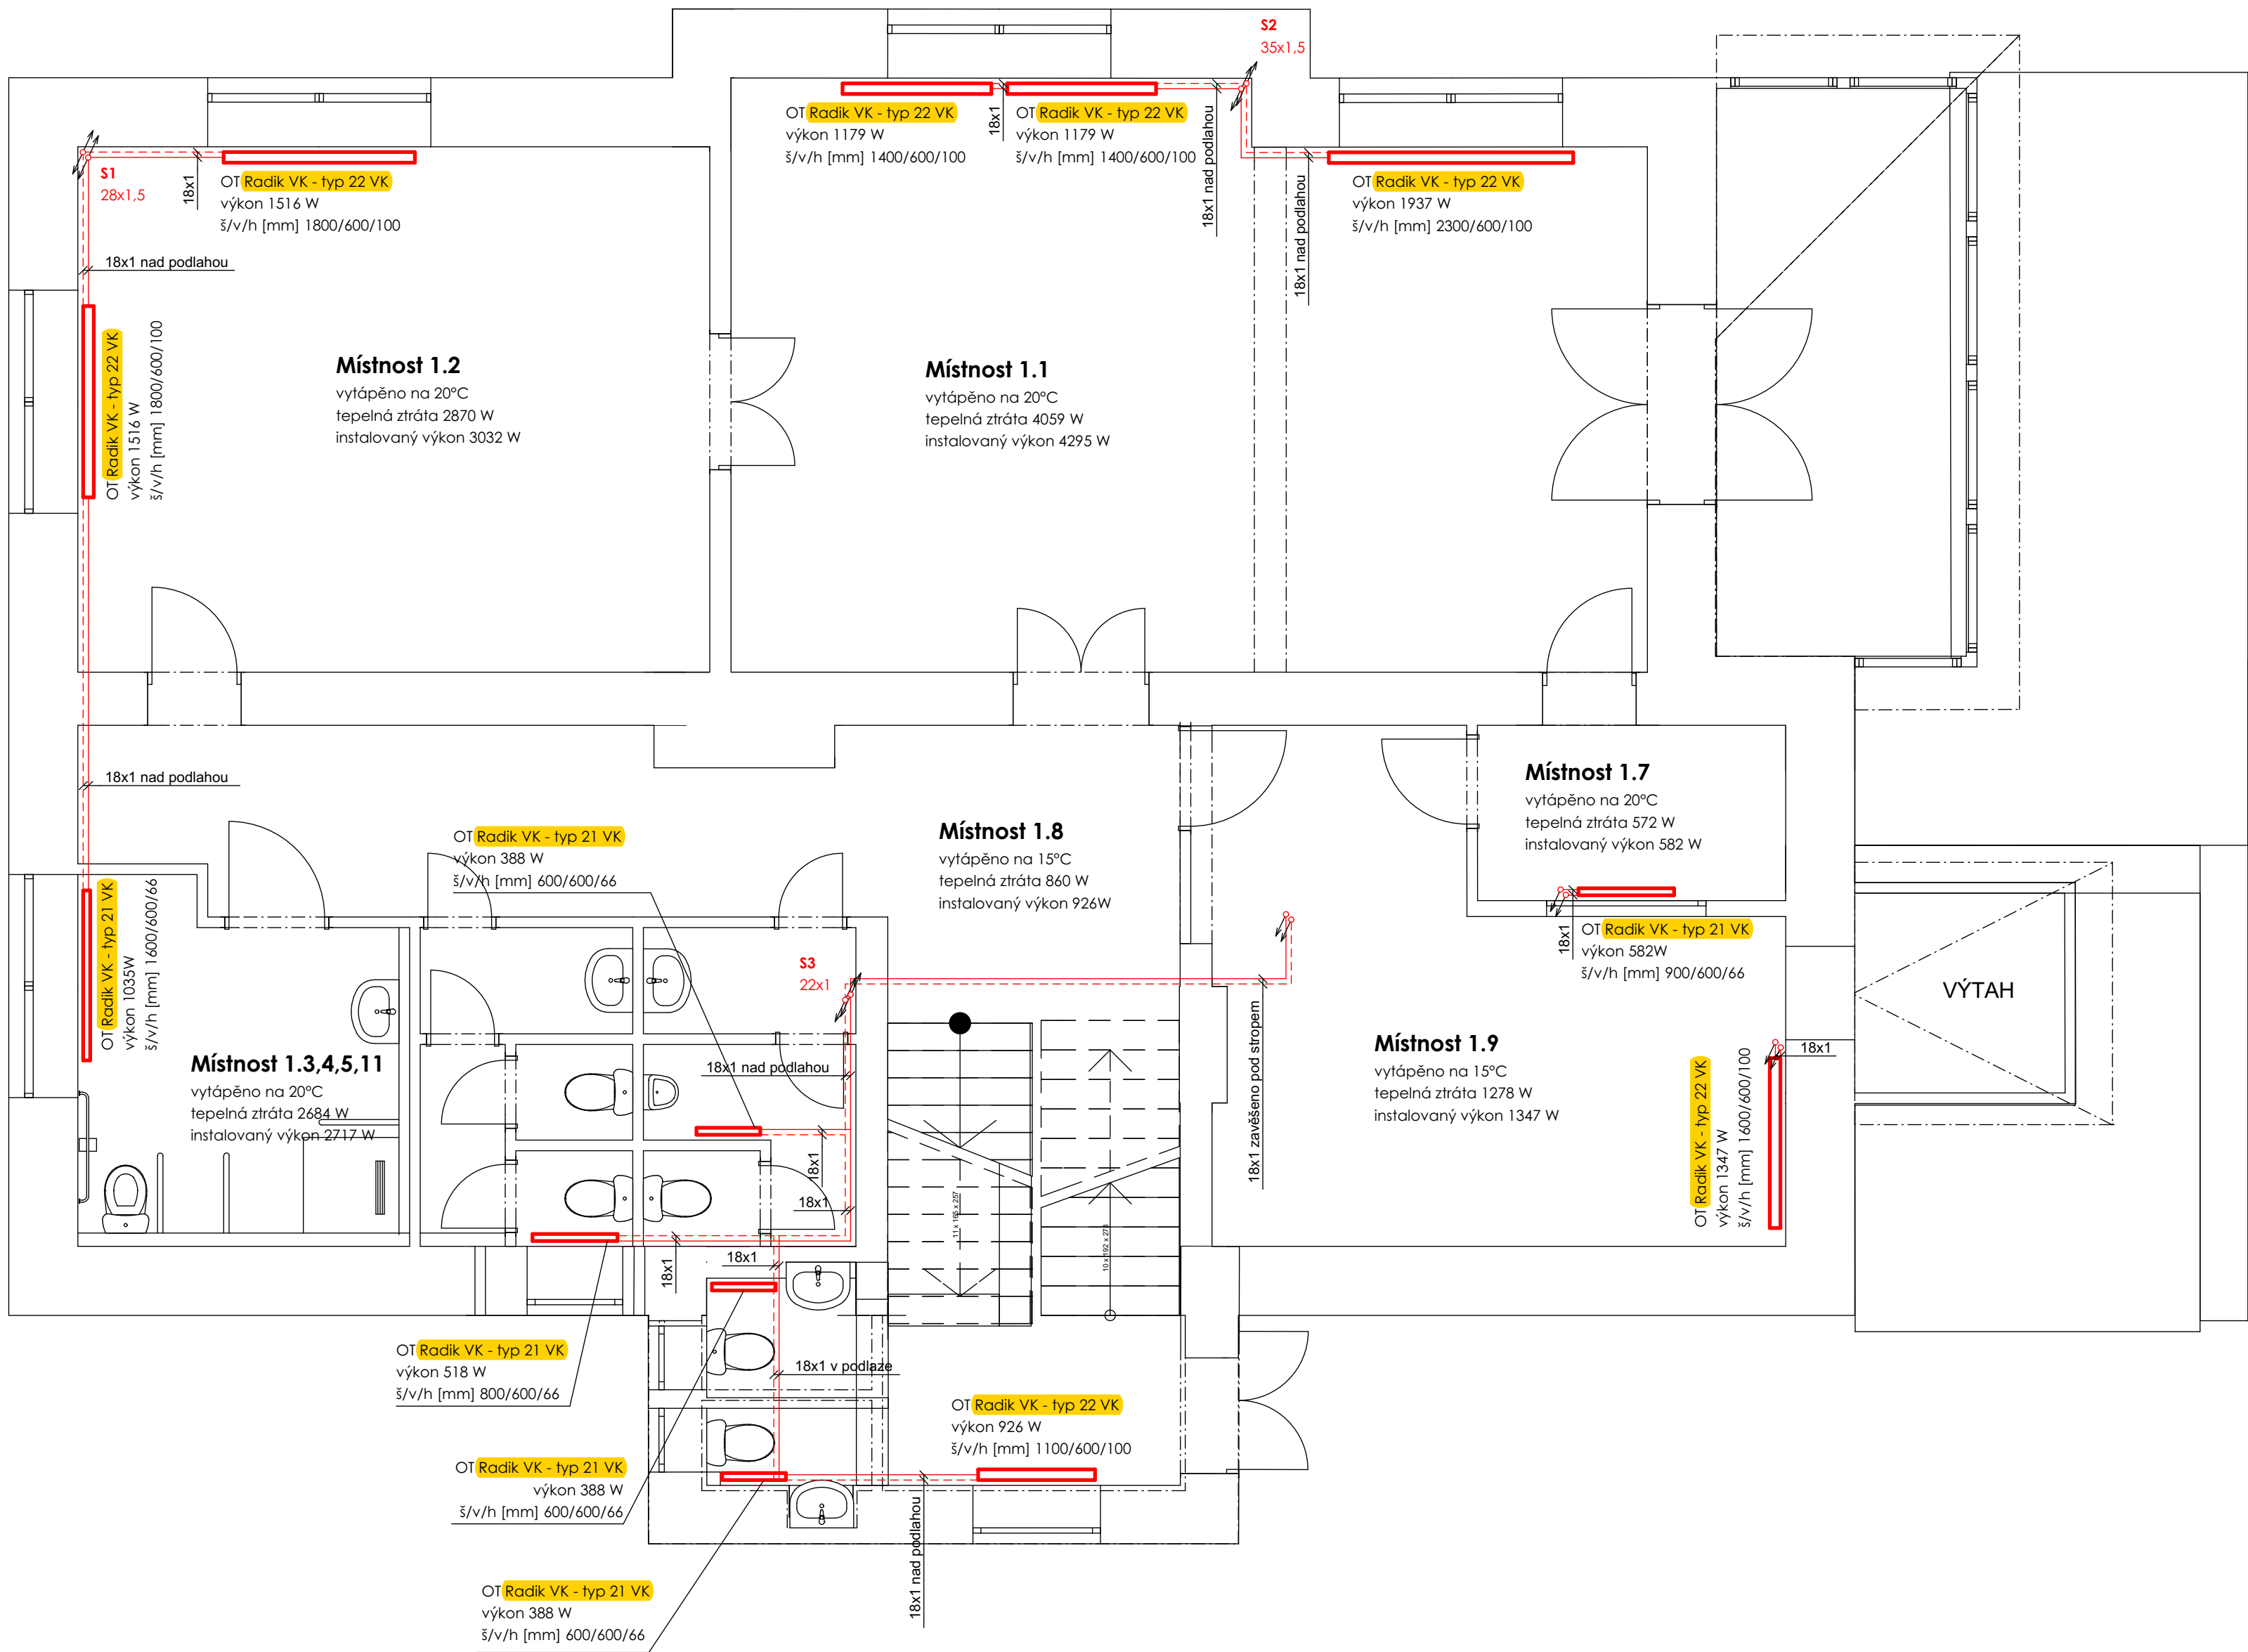 S2
35x1,5
OT Radik VK - typ 22 VK
výkon 1179 W
š/v/h [mm] 1400/600/100
18x1
OT Radik VK - typ 22 VK
výkon 1179 W
š/v/h [mm] 1400/600/100
18x1 nad podlahou
18x1 nad podlahou
OT Radik VK - typ 22 VK
výkon 1937 W
š/v/h [mm] 2300/600/100
S1
28x1,5
18x1
OT Radik VK - typ 22 VK
výkon 1516 W
š/v/h [mm] 1800/600/100
18x1 nad podlahou
OT Radik VK - typ 22 VK
výkon 1516 W
š/v/h [mm] 1800/600/100
Místnost 1.2
vytápěno na 20°C
tepelná ztráta 2870 W
instalovaný výkon 3032 W
Místnost 1.1
vytápěno na 20°C
tepelná ztráta 4059 W
instalovaný výkon 4295 W
18x1 nad podlahou
OT Radik VK - typ 21 VK
výkon 388 W
š/v/h [mm] 600/600/66
Místnost 1.8
vytápěno na 15°C
tepelná ztráta 860 W
instalovaný výkon 926W
Místnost 1.7
vytápěno na 20°C
tepelná ztráta 572 W
instalovaný výkon 582 W
18x1
OT Radik VK - typ 21 VK
výkon 582W
š/v/h [mm] 900/600/66
OT Radik VK - typ 21 VK
výkon 1035W
š/v/h [mm] 1600/600/66
S3
22x1
VÝTAH
Místnost 1.3,4,5,11
vytápěno na 20°C
tepelná ztráta 2684 W
instalovaný výkon 2717 W
18x1 nad podlahou
18x1 zavěšeno pod stropem
Místnost 1.9
vytápěno na 15°C
tepelná ztráta 1278 W
instalovaný výkon 1347 W
18x1
OT Radik VK - typ 22 VK
výkon 1347 W
š/v/h [mm] 1600/600/100
18x1
18x1
11 x 165 x 257
10 x 192 x 278
18x1
18x1
OT Radik VK - typ 21 VK
výkon 518 W
š/v/h [mm] 800/600/66
18x1 v podlaze
OT Radik VK - typ 22 VK
výkon 926 W
š/v/h [mm] 1100/600/100
OT Radik VK - typ 21 VK
výkon 388 W
š/v/h [mm] 600/600/66
18x1 nad podlahou
OT Radik VK - typ 21 VK
výkon 388 W
š/v/h [mm] 600/600/66